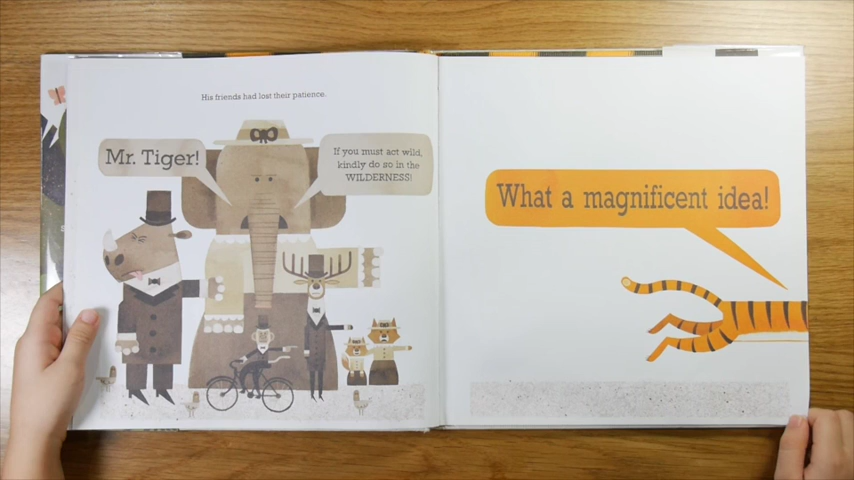 His friends had lost their patience.
Mr. Tiger!
If you must act wild,
kindly do so in the
WILDERNESS!
What a magnificent idea!